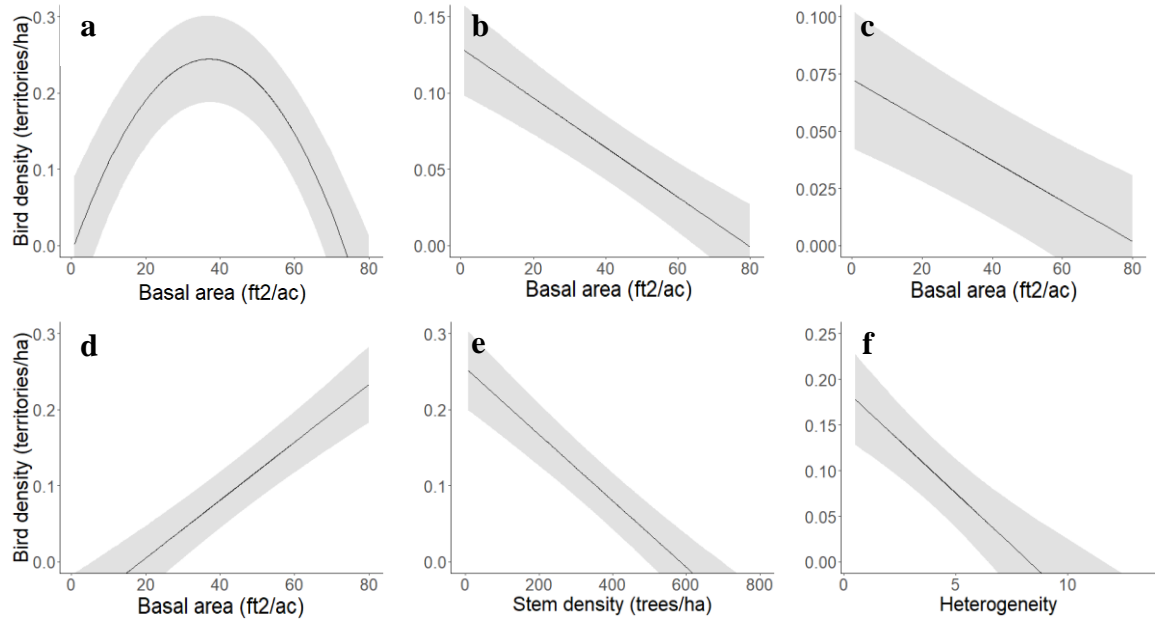 a
b
c
Bird density (territories/ha)
0.3
0.2
0.1
0.0
0.15
0.10
0.05
0.00
0.100
0.075
0.050
0.025
0.000
0 20 40 60 80
0 20 40 60 80
0 20 40 60 80
Basal area (ft2/ac)
Basal area (ft2/ac)
Basal area (ft2/ac)
d
e
f
Bird density (territories/ha)
0.3
0.2
0.1
0.0
0.3
0.2
0.1
0.0
0.25
0.20
0.15
0.10
0.05
0.00
0 20 40 60 80
0 200 400 600 800
0 5 10
Basal area (ft2/ac)
Stem density (trees/ha)
Heterogeneity